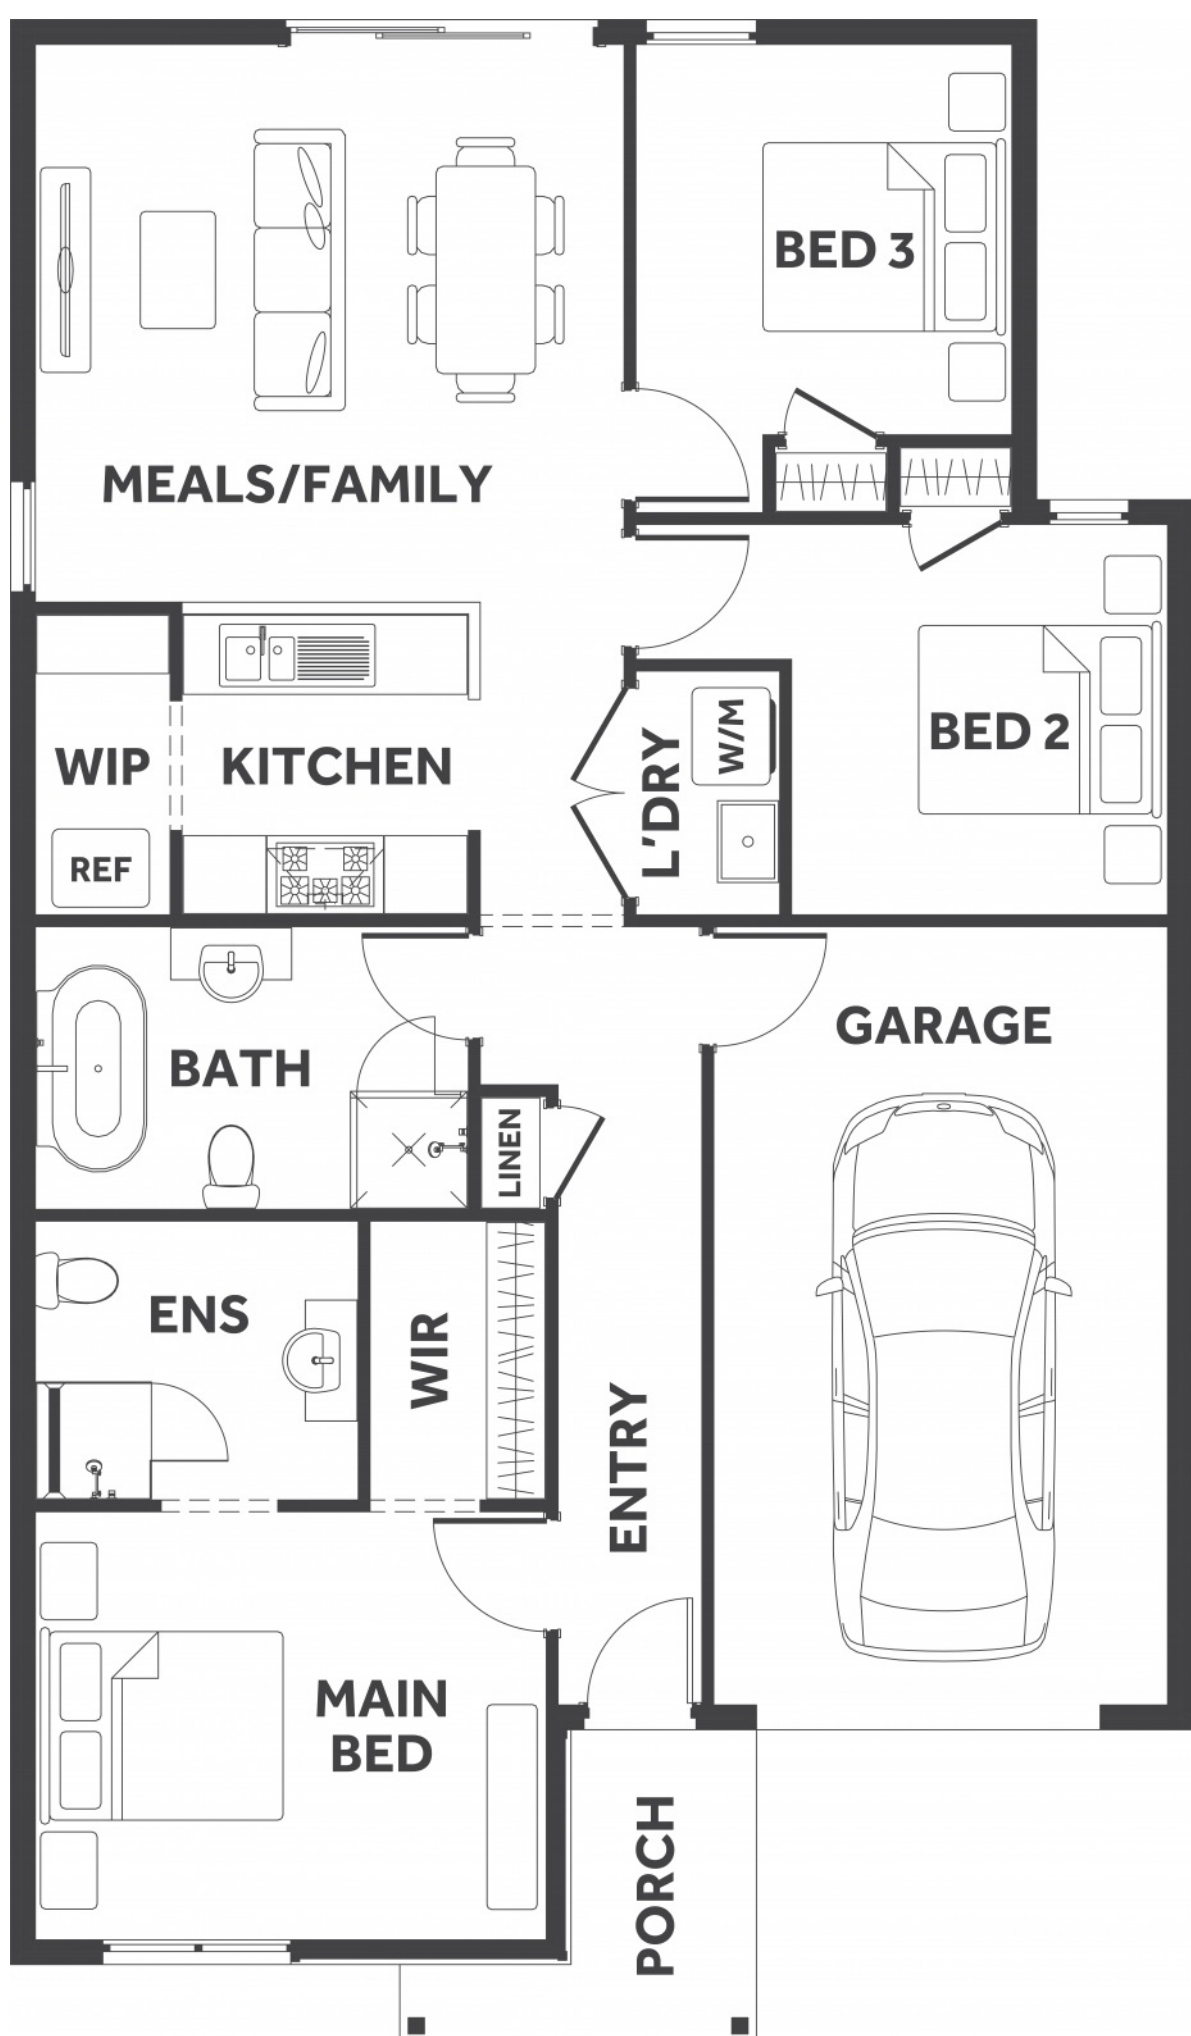 BED 3
MEALS/FAMILY
BED 2
WIP
KITCHEN
L'DRY
W/M
REF
GARAGE
BATH
LINEN
ENS
WIR
ENTRY
MAIN
BED
PORCH